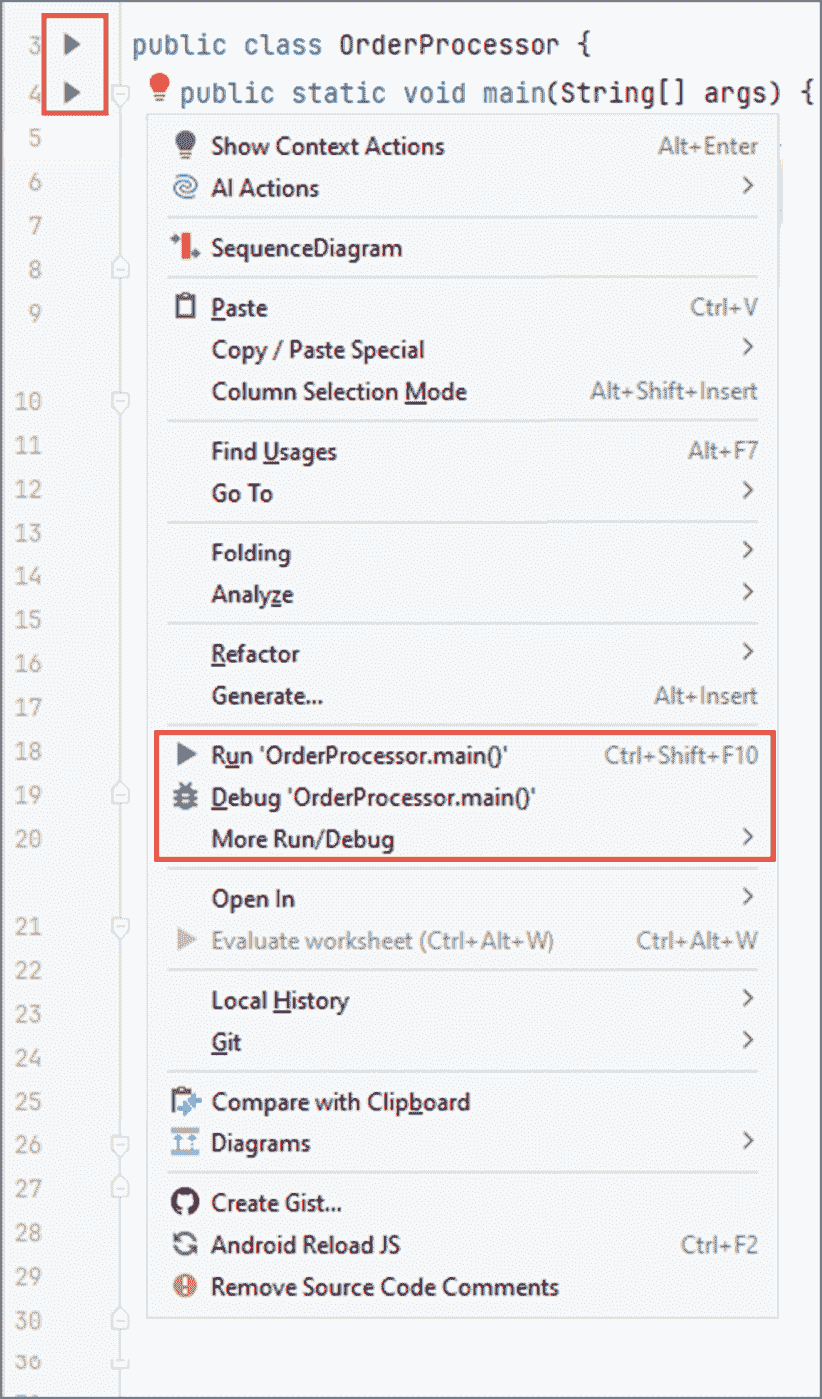 3 public class OrderProcessor {
4 public static void main(String[] args) {
5
Show Context Actions Alt+Enter
6
AI Actions
7
SequenceDiagram
8
9
Paste Ctrl+V
Copy / Paste Special
10
Column Selection Mode Alt+Shift+Insert
11
Find Usages Alt+F7
12
Go To
13
Folding
14
Analyze
15
16
Refactor
17
Generate... Alt+Insert
18
Run 'OrderProcessor.main()' Ctrl+Shift+F10
19
Debug 'OrderProcessor.main()'
20
More Run/Debug
Open In
21
Evaluate worksheet (Ctrl+Alt+W) Ctrl+Alt+W
22
23
Local History
24
Git
25
Compare with Clipboard
26
Diagrams
27
Create Gist...
28
Android Reload JS Ctrl+F2
29
Remove Source Code Comments
30